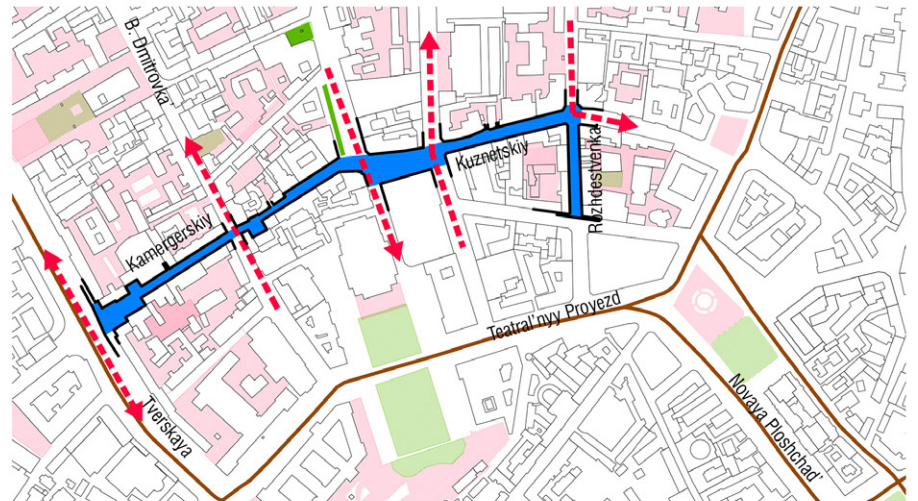 B. Dmitrovka'
Kuznetskiy
Rozhdestvenka'
Kamergerskiy
Teatral'nyy Proyezd
Tverskaya
Novaya Ploshchad'